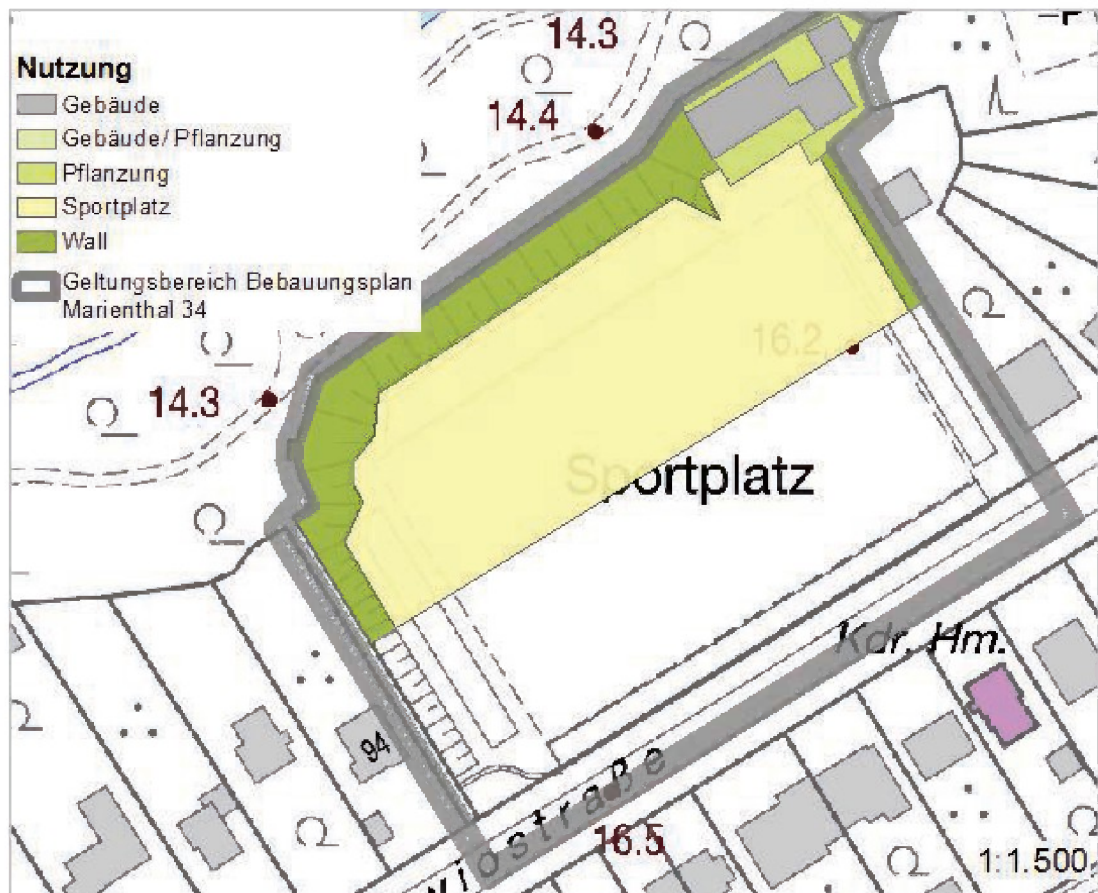 14.3
Nutzung
Gebäude
Gebäude/Pflanzung
Pflanzung
Sportplatz
Wall
Geltungsbereich Bebauungsplan
Marienthal 34
14.4
16.2
14.3
Sportplatz
Kdr. Hm.
94
16.5
1:1.500